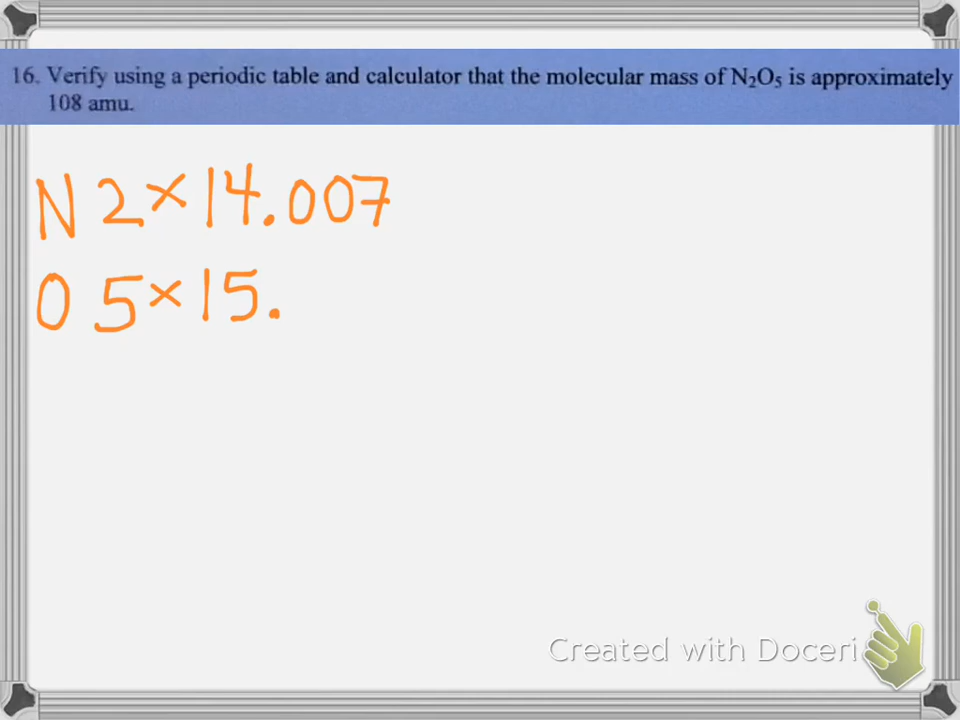 16. Verify using a periodic table and calculator that the molecular mass of N₂O₅ is approximately
108 amu.
N 2×14.007
O 5×15.
Created with Doceri